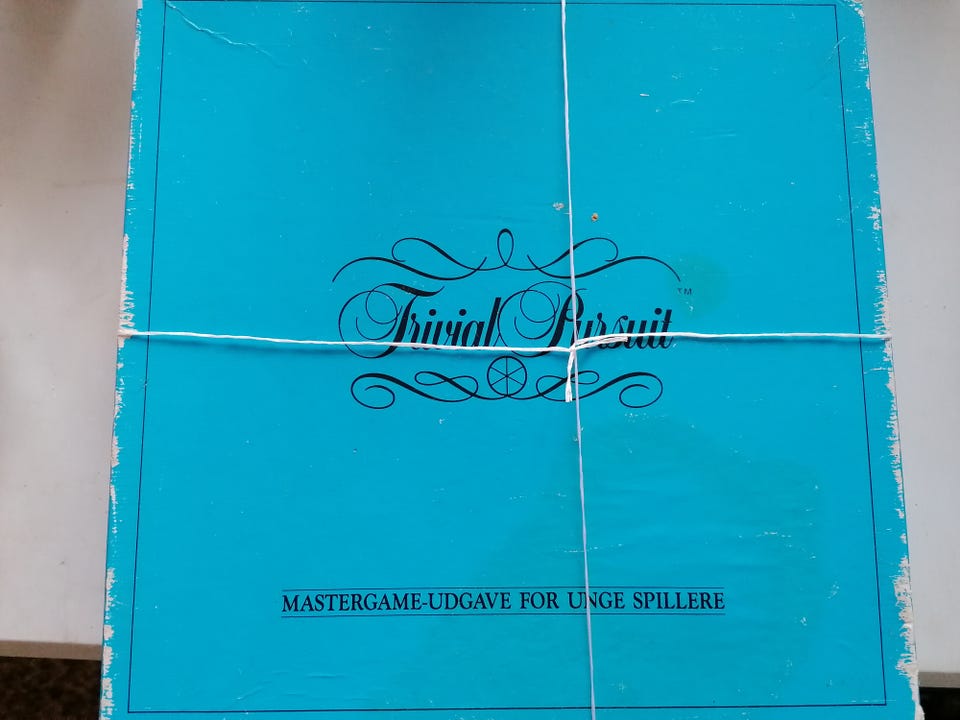 Trivial Pursuit™
MASTERGAME-UDGAVE FOR UNGE SPILLERE